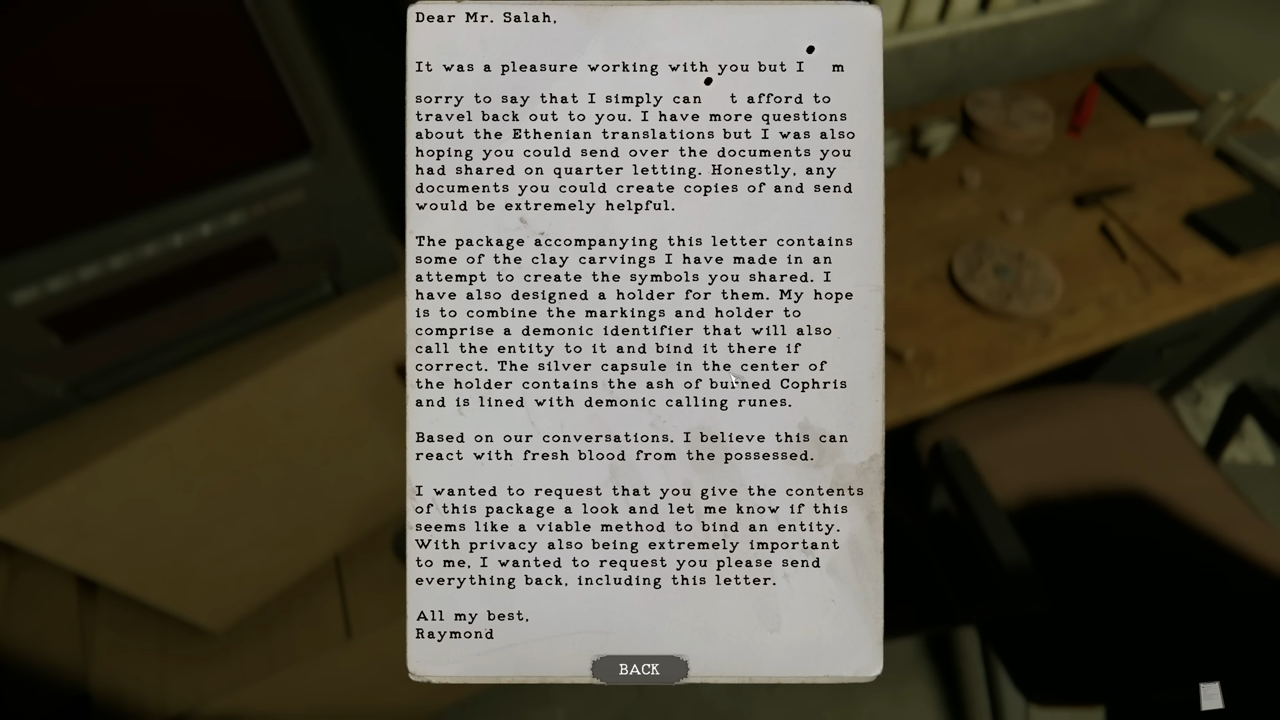 Dear Mr. Salah,
It was a pleasure working with you but I m
sorry to say that I simply can t afford to
travel back out to you. I have more questions
about the Ethenian translations but I was also
hoping you could send over the documents you
had shared on quarter letting. Honestly, any
documents you could create copies of and send
would be extremely helpful.
The package accompanying this letter contains
some of the clay carvings I have made in an
attempt to create the symbols you shared. I
have also designed a holder for them. My hope
is to combine the markings and holder to
comprise a demonic identifier that will also
call the entity to it and bind it there if
correct. The silver capsule in the center of
the holder contains the ash of burned Cophris
and is lined with demonic calling runes.
Based on our conversations. I believe this can
react with fresh blood from the possessed.
I wanted to request that you give the contents
of this package a look and let me know if this
seems like a viable method to bind an entity.
With privacy also being extremely important
to me, I wanted to request you please send
everything back, including this letter.
All my best,
Raymond
BACK